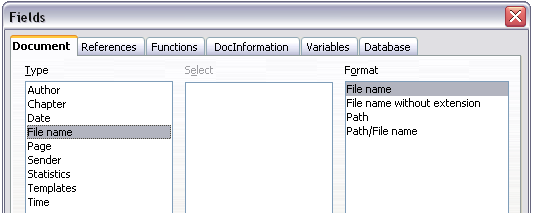 Fields
Document References Functions DocInformation Variables Database
Type Select Format
Author
Chapter
Date
File name
Page
Sender
Statistics
Templates
Time
File name
File name without extension
Path
Path/File name